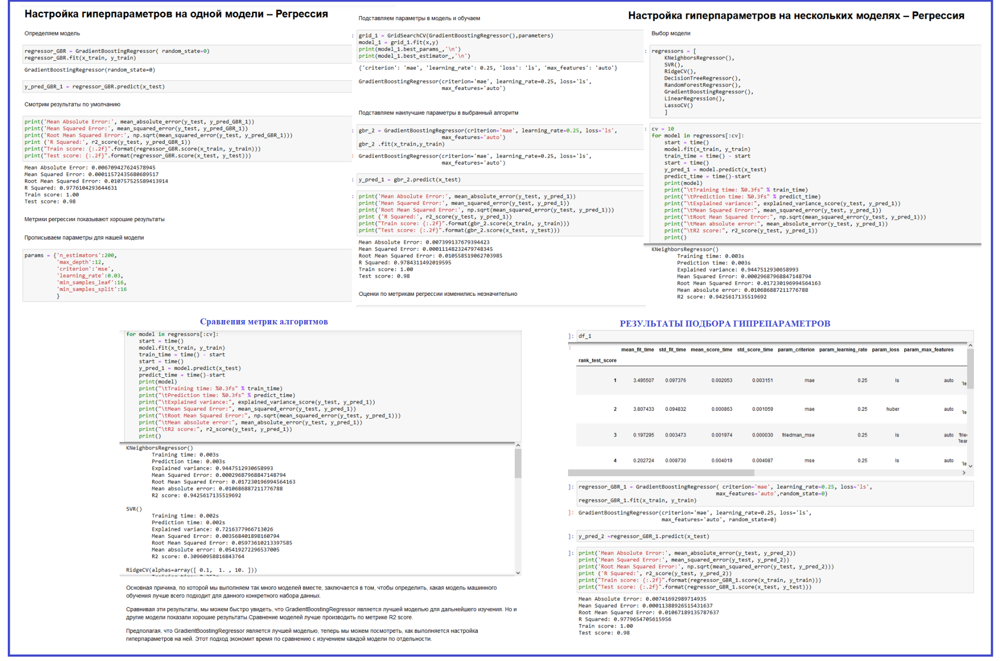 Настройка гиперпараметров на одной модели – Регрессия
Определяем модель
regressor_GBR = GradientBoostingRegressor( random_state=0)
regressor_GBR.fit(x_train, y_train)
GradientBoostingRegressor(random_state=0)
y_pred_GBR_1 = regressor_GBR.predict(x_test)
Смотрим результаты по умолчанию
print('Mean Absolute Error:', mean_absolute_error(y_test, y_pred_GBR_1))
print('Mean Squared Error:', mean_squared_error(y_test, y_pred_GBR_1))
print('Root Mean Squared Error:', np.sqrt(mean_squared_error(y_test, y_pred_GBR_1)))
print ('R Squared:', r2_score(y_test, y_pred_GBR_1))
print("Train score: {:.2f}".format(regressor_GBR.score(x_train, y_train)))
print("Test score: {:.2f}".format(regressor_GBR.score(x_test, y_test)))
Mean Absolute Error: 0.006709427624578945
Mean Squared Error: 0.00011572435680689517
Root Mean Squared Error: 0.010757525589413914
R Squared: 0.9776104293644631
Train score: 1.00
Test score: 0.98
Метрики регрессии показывают хорошие результаты
Прописываем параметры для нашей модели
params = {'n_estimators':200,
'max_depth':12,
'criterion':'mse',
'learning_rate':0.03,
'min_samples_leaf':16,
'min_samples_split':16
}
Подставляем параметры в модель и обучаем
: grid_1 = GridSearchCV(GradientBoostingRegressor(),parameters)
model_1 = grid_1.fit(x,y)
print(model_1.best_params_,'\n')
print(model_1.best_estimator_,'\n')
{'criterion': 'mae', 'learning_rate': 0.25, 'loss': 'ls', 'max_features': 'auto'}
GradientBoostingRegressor(criterion='mae', learning_rate=0.25, loss='ls',
max_features='auto')
Подставляем наилучшие параметры в выбранный алгоритм
: gbr_2 = GradientBoostingRegressor(criterion='mae', learning_rate=0.25, loss='ls',
max_features='auto')
gbr_2 .fit(x_train,y_train)
: GradientBoostingRegressor(criterion='mae', learning_rate=0.25, loss='ls',
max_features='auto')
: y_pred_1 = gbr_2.predict(x_test)
: print('Mean Absolute Error:', mean_absolute_error(y_test, y_pred_1))
print('Mean Squared Error:', mean_squared_error(y_test, y_pred_1))
print('Root Mean Squared Error:', np.sqrt(mean_squared_error(y_test, y_pred_1)))
print ('R Squared:', r2_score(y_test, y_pred_1))
print("Train score: {:.2f}".format(gbr_2.score(x_train, y_train)))
print("Test score: {:.2f}".format(gbr_2.score(x_test, y_test)))
Mean Absolute Error: 0.007399137679394423
Mean Squared Error: 0.00011148232479748345
Root Mean Squared Error: 0.010558519062703985
R Squared: 0.9784311492019595
Train score: 1.00
Test score: 0.98
Оценки по метрикам регрессии изменились незначительно
Настройка гиперпараметров на нескольких моделях – Регрессия
Выбор модели
: regressors = [
KNeighborsRegressor(),
SVR(),
RidgeCV(),
DecisionTreeRegressor(),
RandomForestRegressor(),
GradientBoostingRegressor(),
LinearRegression(),
LassoCV()
]
: cv = 10
for model in regressors[:cv]:
start = time()
model.fit(x_train, y_train)
train_time = time() - start
start = time()
y_pred_1 = model.predict(x_test)
predict_time = time()-start
print(model)
print("\tTraining time: %0.3fs" % train_time)
print("\tPrediction time: %0.3fs" % predict_time)
print("\tExplained variance:", explained_variance_score(y_test, y_pred_1))
print("\tMean Squared Error:", mean_squared_error(y_test, y_pred_1))
print("\tRoot Mean Squared Error:", np.sqrt(mean_squared_error(y_test, y_pred_1)))
print("\tMean absolute error:", mean_absolute_error(y_test, y_pred_1))
print("\tR2 score:", r2_score(y_test, y_pred_1))
print()
KNeighborsRegressor()
Training time: 0.003s
Prediction time: 0.003s
Explained variance: 0.9447512930658993
Mean Squared Error: 0.00029687968847148794
Root Mean Squared Error: 0.017230196994564163
Mean absolute error: 0.010686887211776788
R2 score: 0.9425617135519692
Сравнения метрик алгоритмов
for model in regressors[:cv]:
start = time()
model.fit(x_train, y_train)
train_time = time() - start
start = time()
y_pred_1 = model.predict(x_test)
predict_time = time()-start
print(model)
print("\tTraining time: %0.3fs" % train_time)
print("\tPrediction time: %0.3fs" % predict_time)
print("\tExplained variance:", explained_variance_score(y_test, y_pred_1))
print("\tMean Squared Error:", mean_squared_error(y_test, y_pred_1))
print("\tRoot Mean Squared Error:", np.sqrt(mean_squared_error(y_test, y_pred_1)))
print("\tMean absolute error:", mean_absolute_error(y_test, y_pred_1))
print("\tR2 score:", r2_score(y_test, y_pred_1))
print()
KNeighborsRegressor()
Training time: 0.003s
Prediction time: 0.003s
Explained variance: 0.9447512930658993
Mean Squared Error: 0.00029687968847148794
Root Mean Squared Error: 0.017230196994564163
Mean absolute error: 0.010686887211776788
R2 score: 0.9425617135519692
SVR()
Training time: 0.002s
Prediction time: 0.002s
Explained variance: 0.7216377966713026
Mean Squared Error: 0.003568401898160794
Root Mean Squared Error: 0.05973610213397585
Mean absolute error: 0.05419272296537005
R2 score: 0.30960958816843764
RidgeCV(alphas=array([ 0.1, 1. , 10. ]))
Основная причина, по которой мы выполняем так много моделей вместе, заключается в том, чтобы определить, какая модель машинного
обучения лучше всего подходит для данного конкретного набора данных.
Сравнивая эти результаты, мы можем быстро увидеть, что GradientBoostingRegressor является лучшей моделью для дальнейшего изучения. Но и
другие модели показали хорошие результаты.Сравнение моделей лучше производить по метрике R2 score.
Предполагая, что GradientBoostingRegressor является лучшей моделью, теперь мы можем посмотреть, как выполняется настройка
гиперпараметров на ней. Этот подход экономит время по сравнению с изучением каждой модели по отдельности.
РЕЗУЛЬТАТЫ ПОДБОРА ГИПРЕПАРАМЕТРОВ
]: df_1
: mean_fit_time std_fit_time mean_score_time std_score_time param_criterion param_learning_rate param_loss param_max_features
rank_test_score
1 3.495507 0.097376 0.002053 0.003151 mae 0.25 ls auto 'le
2 3.807433 0.094832 0.000863 0.001059 mae 0.25 huber auto 'le
3 0.197295 0.003473 0.001974 0.000030 friedman_mse 0.25 ls auto 'frie
'lear
4 0.202724 0.008730 0.004019 0.004087 mse 0.25 ls auto 'le
]: regressor_GBR_1 = GradientBoostingRegressor( criterion='mae', learning_rate=0.25, loss='ls',
max_features='auto',random_state=0)
regressor_GBR_1.fit(x_train, y_train)
]: GradientBoostingRegressor(criterion='mae', learning_rate=0.25, loss='ls',
max_features='auto', random_state=0)
]: y_pred_2 =regressor_GBR_1.predict(x_test)
]: print('Mean Absolute Error:', mean_absolute_error(y_test, y_pred_2))
print('Mean Squared Error:', mean_squared_error(y_test, y_pred_2))
print('Root Mean Squared Error:', np.sqrt(mean_squared_error(y_test, y_pred_2)))
print ('R Squared:', r2_score(y_test, y_pred_2))
print("Train score: {:.2f}".format(regressor_GBR_1.score(x_train, y_train)))
print("Test score: {:.2f}".format(regressor_GBR_1.score(x_test, y_test)))
Mean Absolute Error: 0.00741692989714935
Mean Squared Error: 0.00011388926515431637
Root Mean Squared Error: 0.01067189135787637
R Squared: 0.9779654705615956
Train score: 1.00
Test score: 0.98